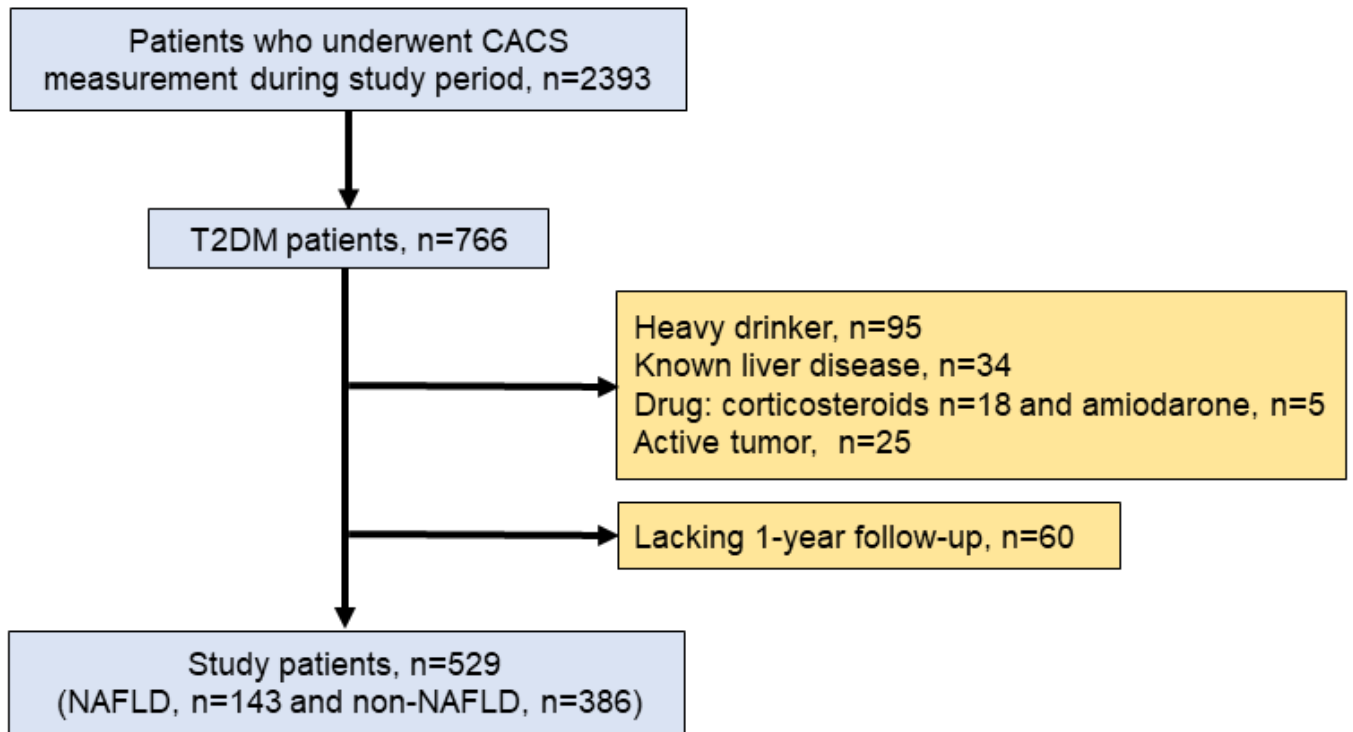 Patients who underwent CACS
measurement during study period, n=2393
T2DM patients, n=766
Heavy drinker, n=95
Known liver disease, n=34
Drug: corticosteroids n=18 and amiodarone, n=5
Active tumor,  n=25
Lacking 1-year follow-up, n=60
Study patients, n=529
(NAFLD, n=143 and non-NAFLD, n=386)